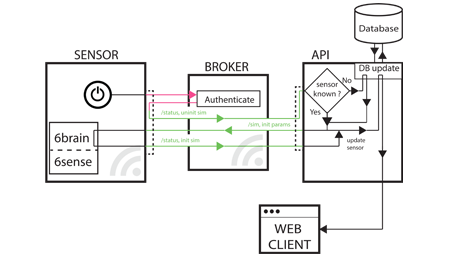 Database
SENSOR
BROKER
API
DB update
sensor
known ?
No
Yes
Authenticate
/status, uninit sim
/sim, init params
6brain
6sense
/status, init sim
update
sensor
WEB
CLIENT